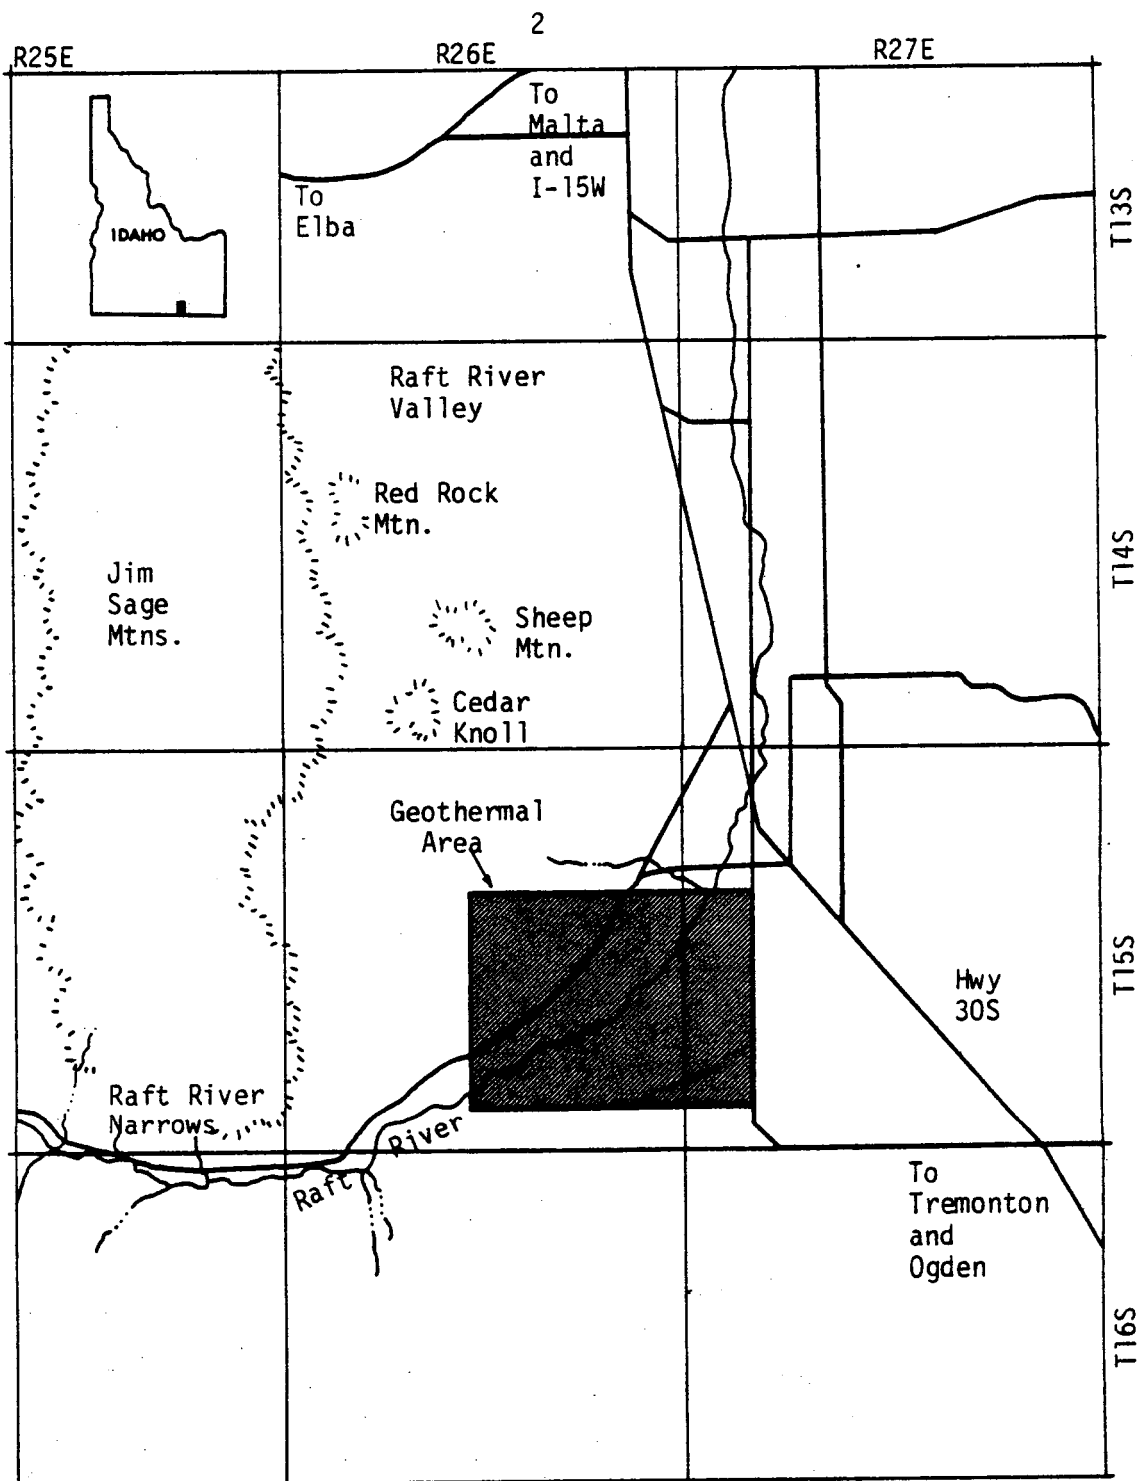 2
R25E
R26E
R27E
To
Malta
and
I-15W
To
Elba
IDAHO
T13S
Raft River
Valley
Red Rock
Mtn.
T14S
Jim
Sage
Mtns.
Sheep
Mtn.
Cedar
Knoll
Geothermal
Area
T15S
Hwy
30S
Raft River
Narrows
Raft River
To
Tremonton
and
Ogden
T16S